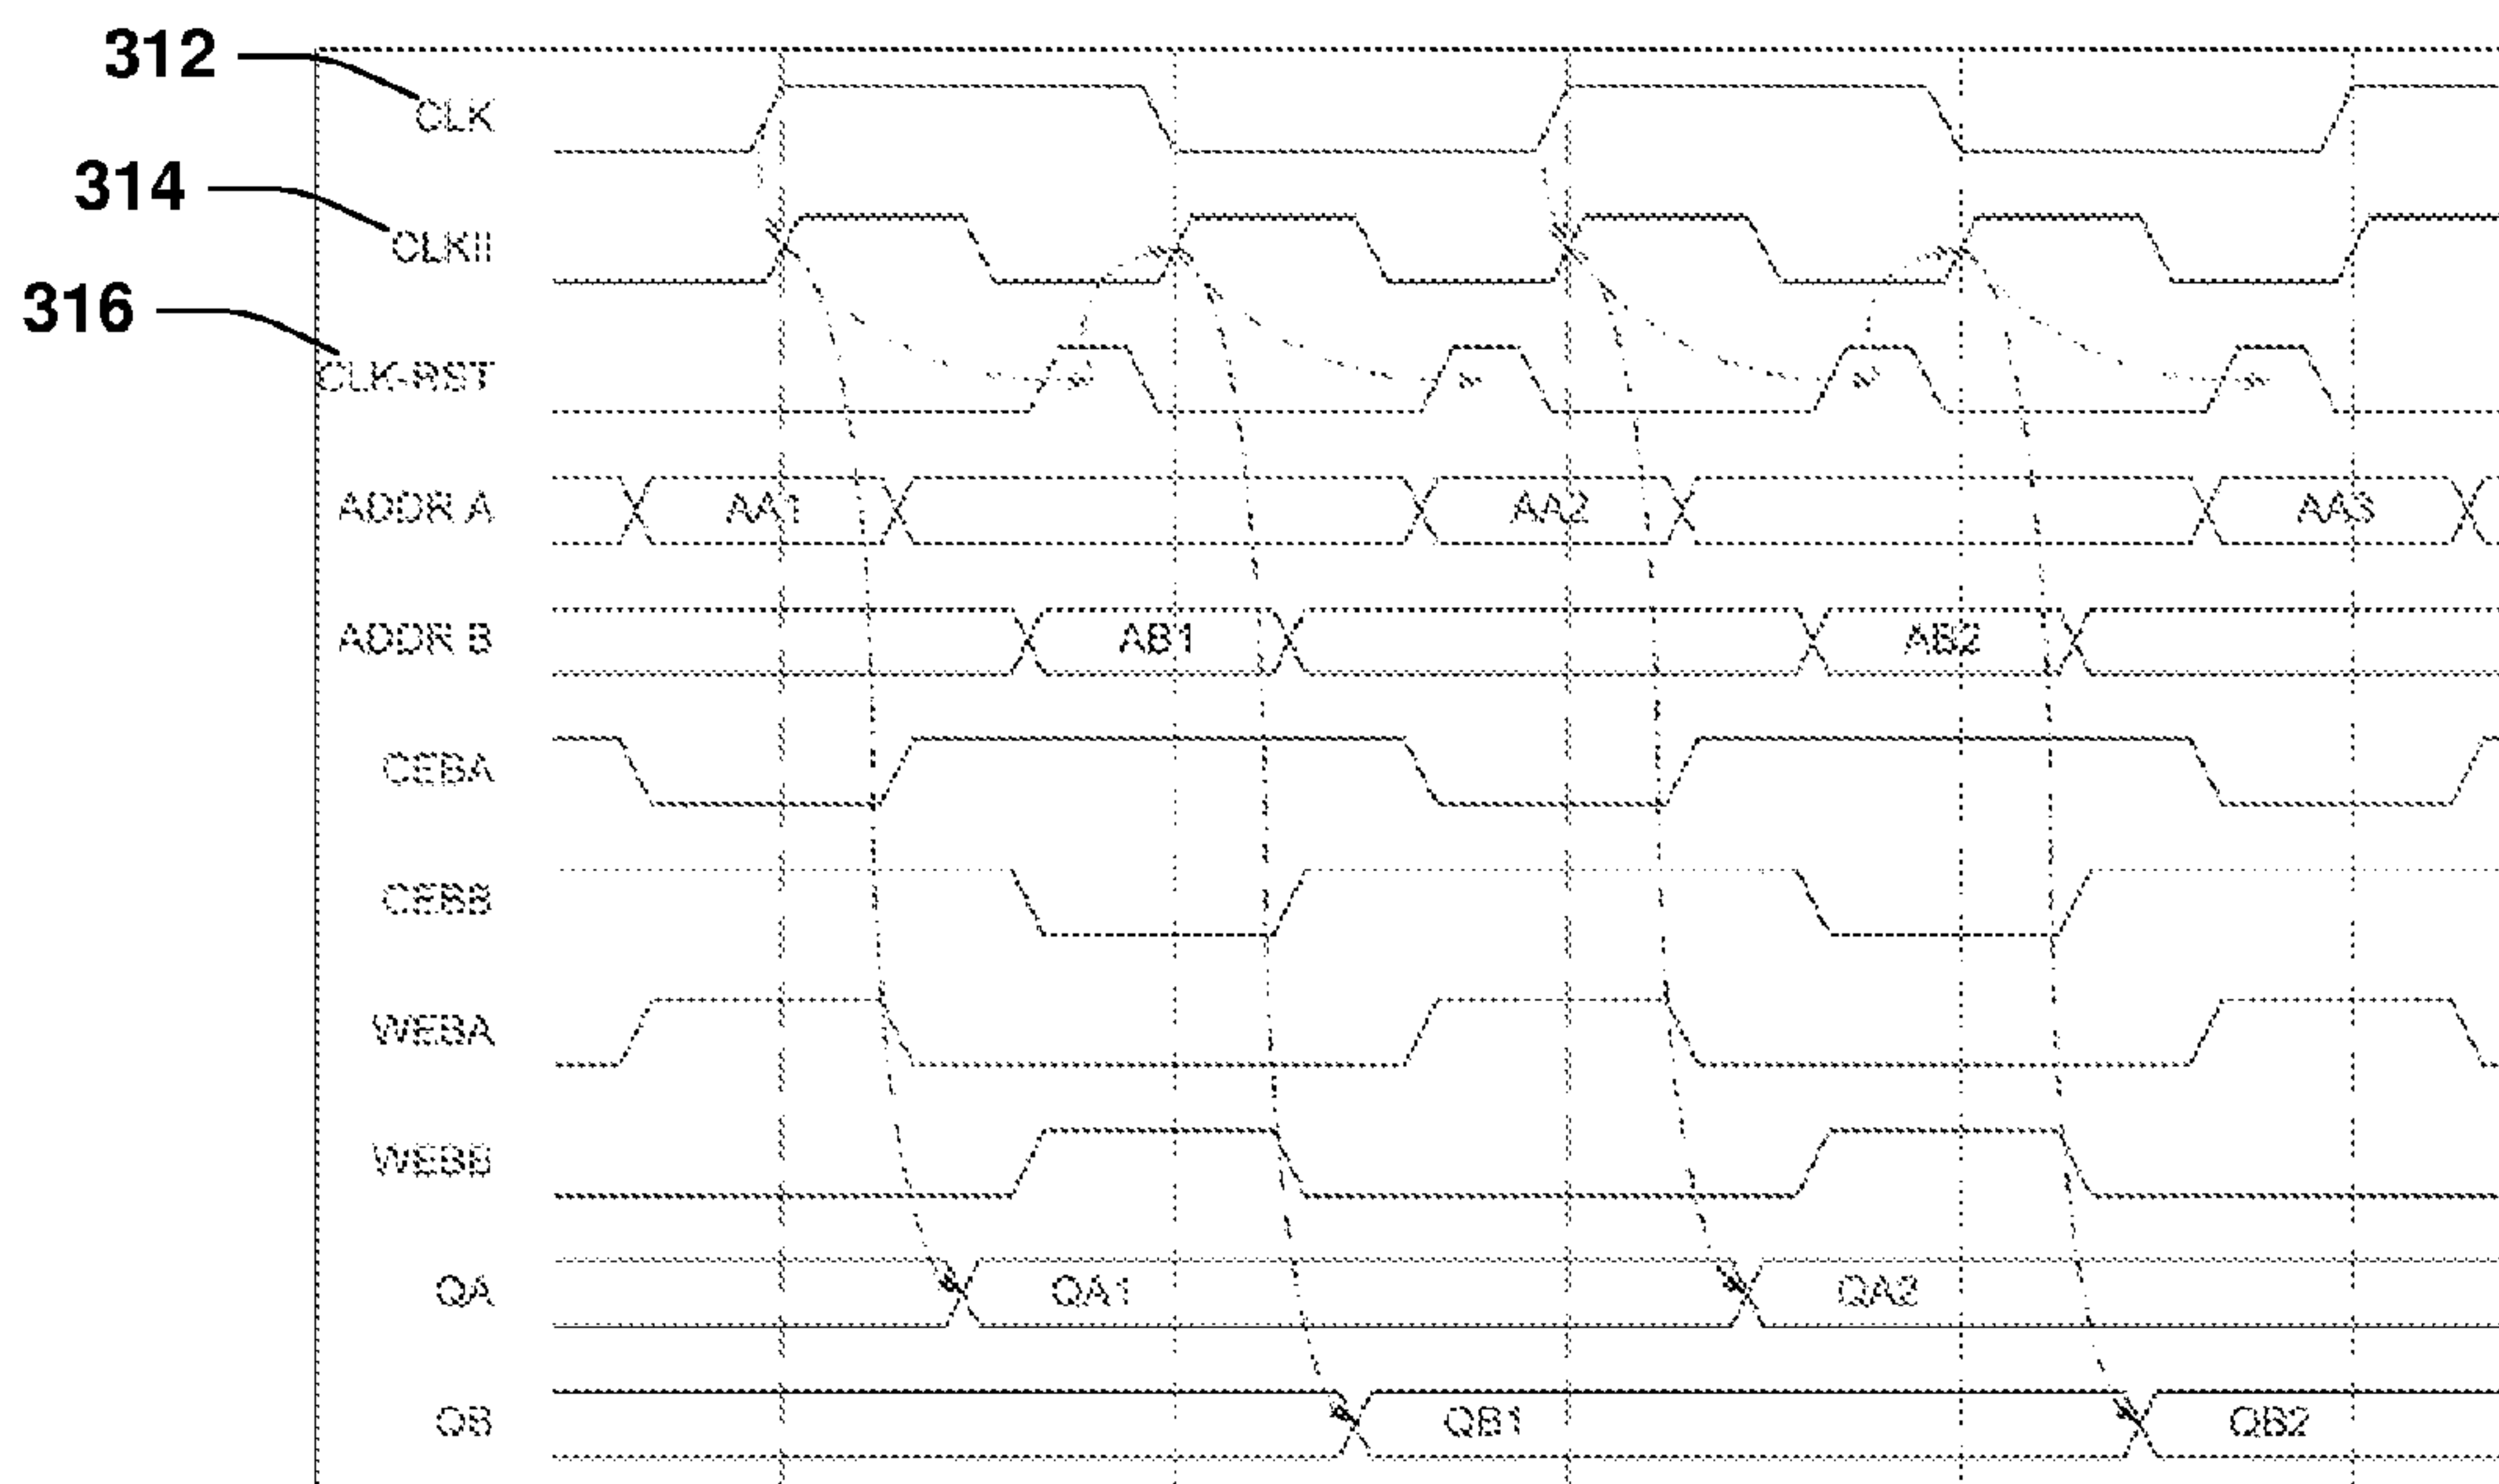 312
CLK
314
CLKII
316
CLK-RST
ADDR A AA1 AA2 AA3
ADDR B AB1 AB2
CEBA
CEBB
WEBA
WEBB
QA QA1 QA2
QB QB1 QB2